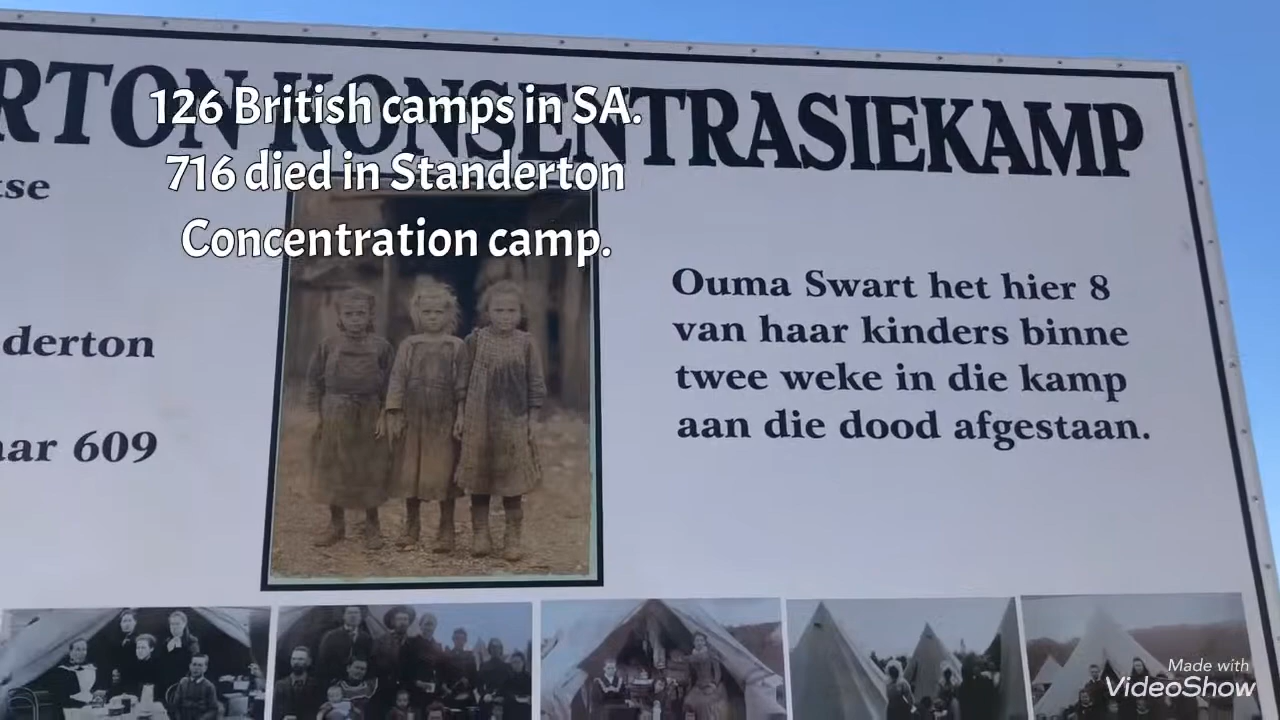 RTON KONSENTRASIEKAMP
126 British camps in SA.
716 died in Standerton
Concentration camp.
tse
derton
aar 609
Ouma Swart het hier 8
van haar kinders binne
twee weke in die kamp
aan die dood afgestaan.
Made with
VideoShow